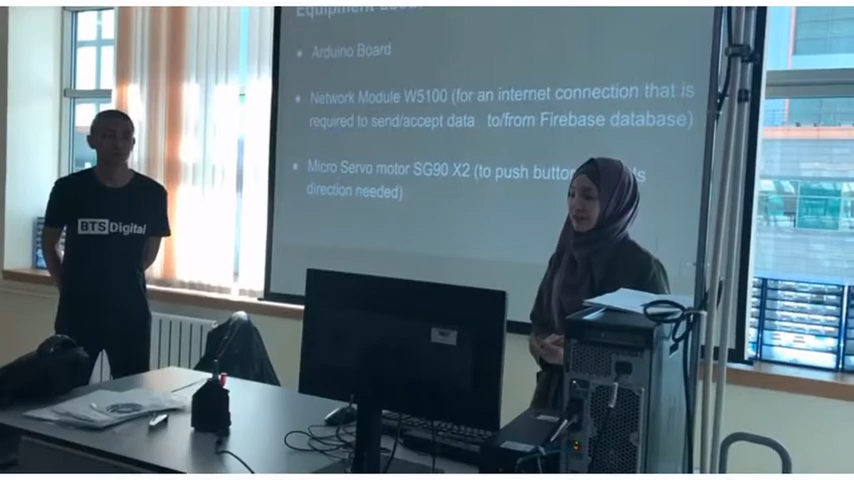 Equipment
• Arduino Board
• Network Module W5100 (for an internet connection that is
required to send/accept data to/from Firebase database)
• Micro Servo motor SG90 X2 (to push
direction needed)
BTS Digital